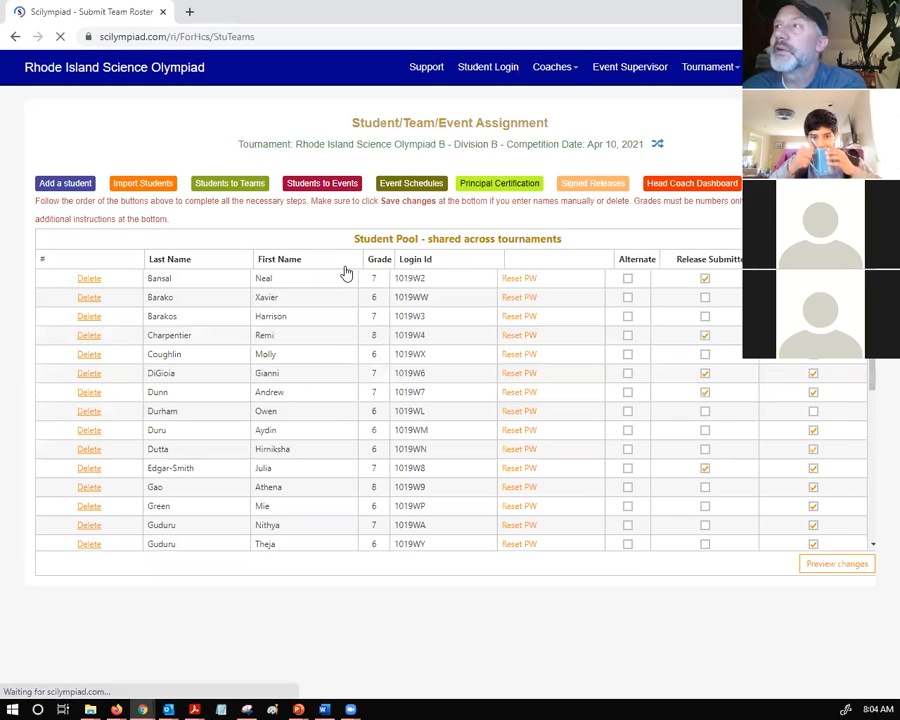 Scilympiad - Submit Team Roster
scilympiad.com/ri/ForHcs/StuTeams
Rhode Island Science Olympiad Support Student Login Coaches Event Supervisor Tournament
Student/Team/Event Assignment
Tournament: Rhode Island Science Olympiad B - Division B - Competition Date: Apr 10, 2021
Add a student Import Students Students to Teams Students to Events Event Schedules Principal Certification Signed Releases Head Coach Dashboard
Follow the order of the buttons above to complete all the necessary steps. Make sure to click Save changes at the bottom if you enter names manually or delete. Grades must be numbers only
additional instructions at the bottom.
Student Pool - shared across tournaments
# Last Name First Name Grade Login Id Alternate Release Submitte
Delete Bansal Neal 7 1019W2 Reset PW
Delete Barako Xavier 6 1019WW Reset PW
Delete Barakos Harrison 7 1019W3 Reset PW
Delete Charpentier Remi 8 1019W4 Reset PW
Delete Coughlin Molly 6 1019WX Reset PW
Delete DiGioia Gianni 7 1019W6 Reset PW
Delete Dunn Andrew 7 1019W7 Reset PW
Delete Durham Owen 6 1019WL Reset PW
Delete Duru Aydin 6 1019WM Reset PW
Delete Dutta Hirniksha 6 1019WN Reset PW
Delete Edgar-Smith Julia 7 1019W8 Reset PW
Delete Gao Athena 8 1019W9 Reset PW
Delete Green Mie 6 1019WP Reset PW
Delete Guduru Nithya 7 1019WA Reset PW
Delete Guduru Theja 6 1019WY Reset PW
Preview changes
Waiting for scilympiad.com...
8:04 AM